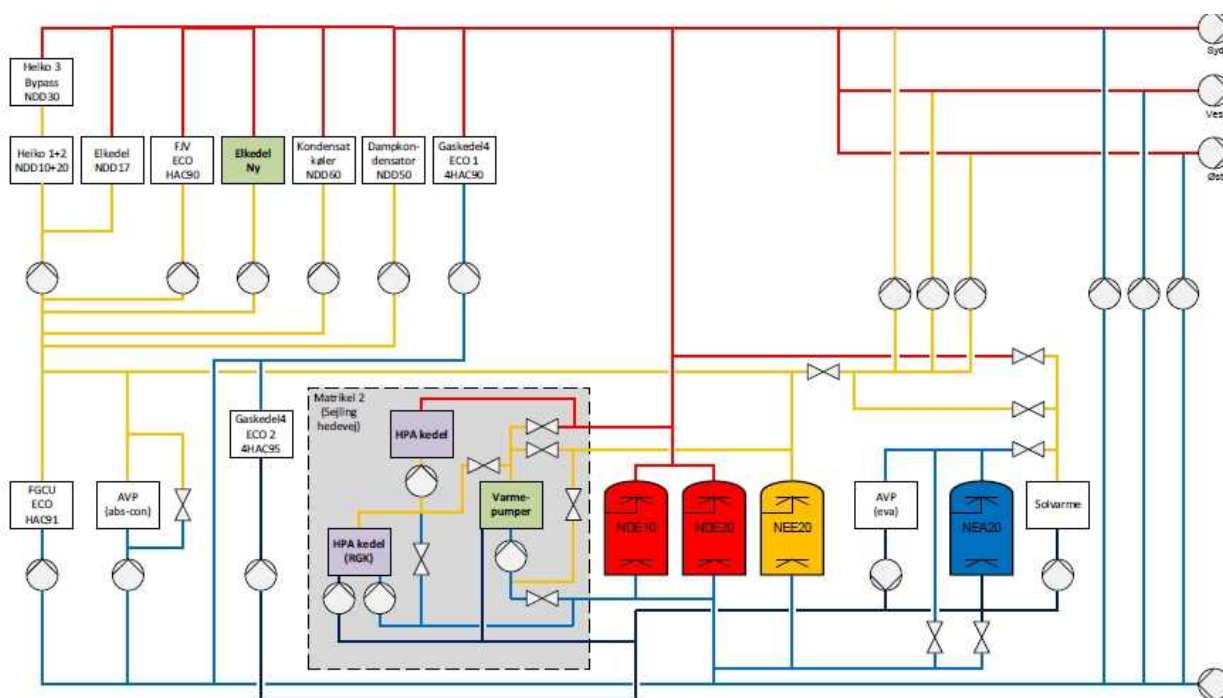 Syd
Heiko 3
Bypass
NDD30
Heiko 1+2
NDD10+20
Elkedel
NDD17
FJV
ECO
HAC90
Elkedel
Ny
Kondensat
køler
NDD60
Dampkon-
densator
NDD50
Gaskedel4
ECO 1
4HAC90
Øst
Matrikel 2
(Sejling
hedevej)
HPA kedel
Gaskedel4
ECO 2
4HAC95
FGCU
ECO
HAC91
AVP
(abs-con)
HPA kedel
(RGK)
Varme-
pumper
NDE10
NDE20
NEE20
AVP
(eva)
NEA20
Solvarme